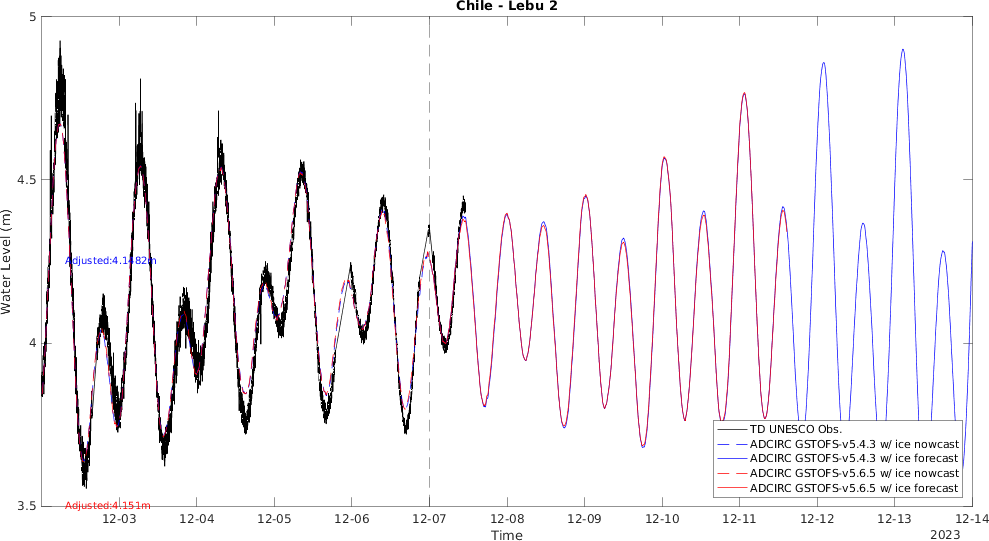 Chile - Lebu 2
5
4.5
4
3.5
Water Level (m)
Adjusted:4.1482m
Adjusted:4.151m
TD UNESCO Obs.
ADCIRC GSTOFS-v5.4.3 w/ ice nowcast
ADCIRC GSTOFS-v5.4.3 w/ ice forecast
ADCIRC GSTOFS-v5.6.5 w/ ice nowcast
ADCIRC GSTOFS-v5.6.5 w/ ice forecast
12-03 12-04 12-05 12-06 12-07 12-08 12-09 12-10 12-11 12-12 12-13 12-14
Time
2023